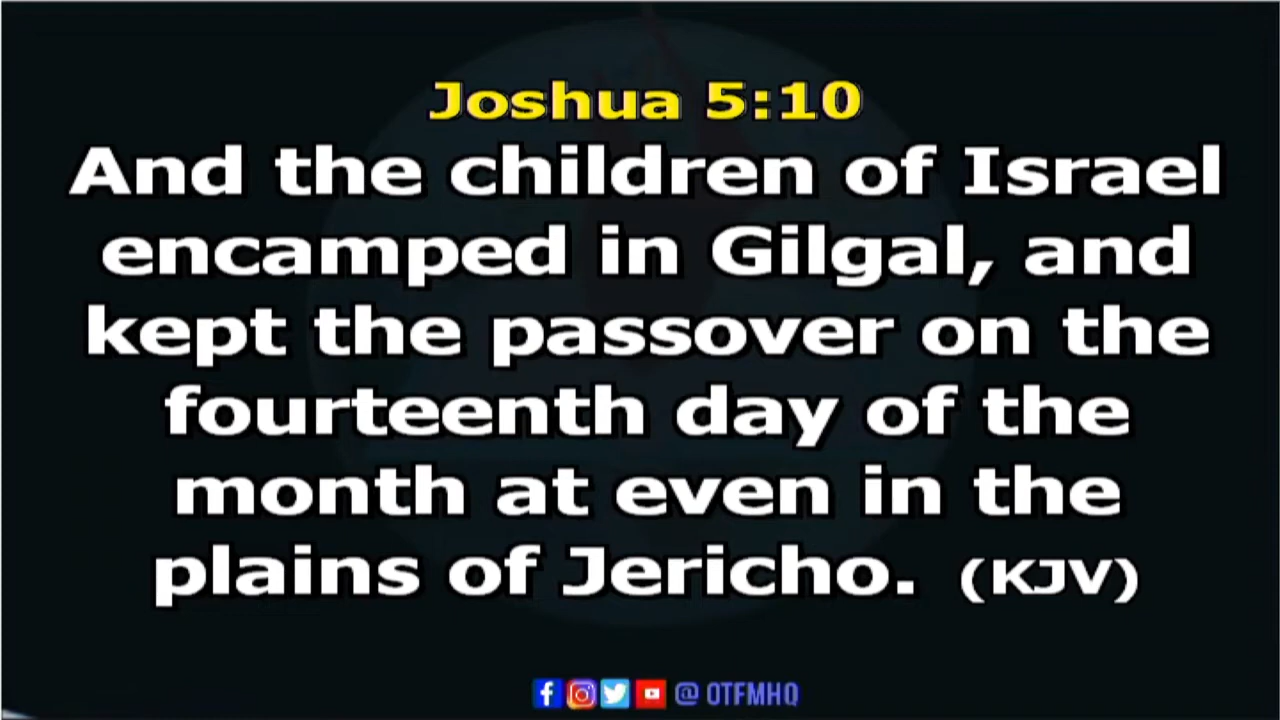 Joshua 5:10
And the children of Israel
encamped in Gilgal, and
kept the passover on the
fourteenth day of the
month at even in the
plains of Jericho. (KJV)
@ OTFMHQ